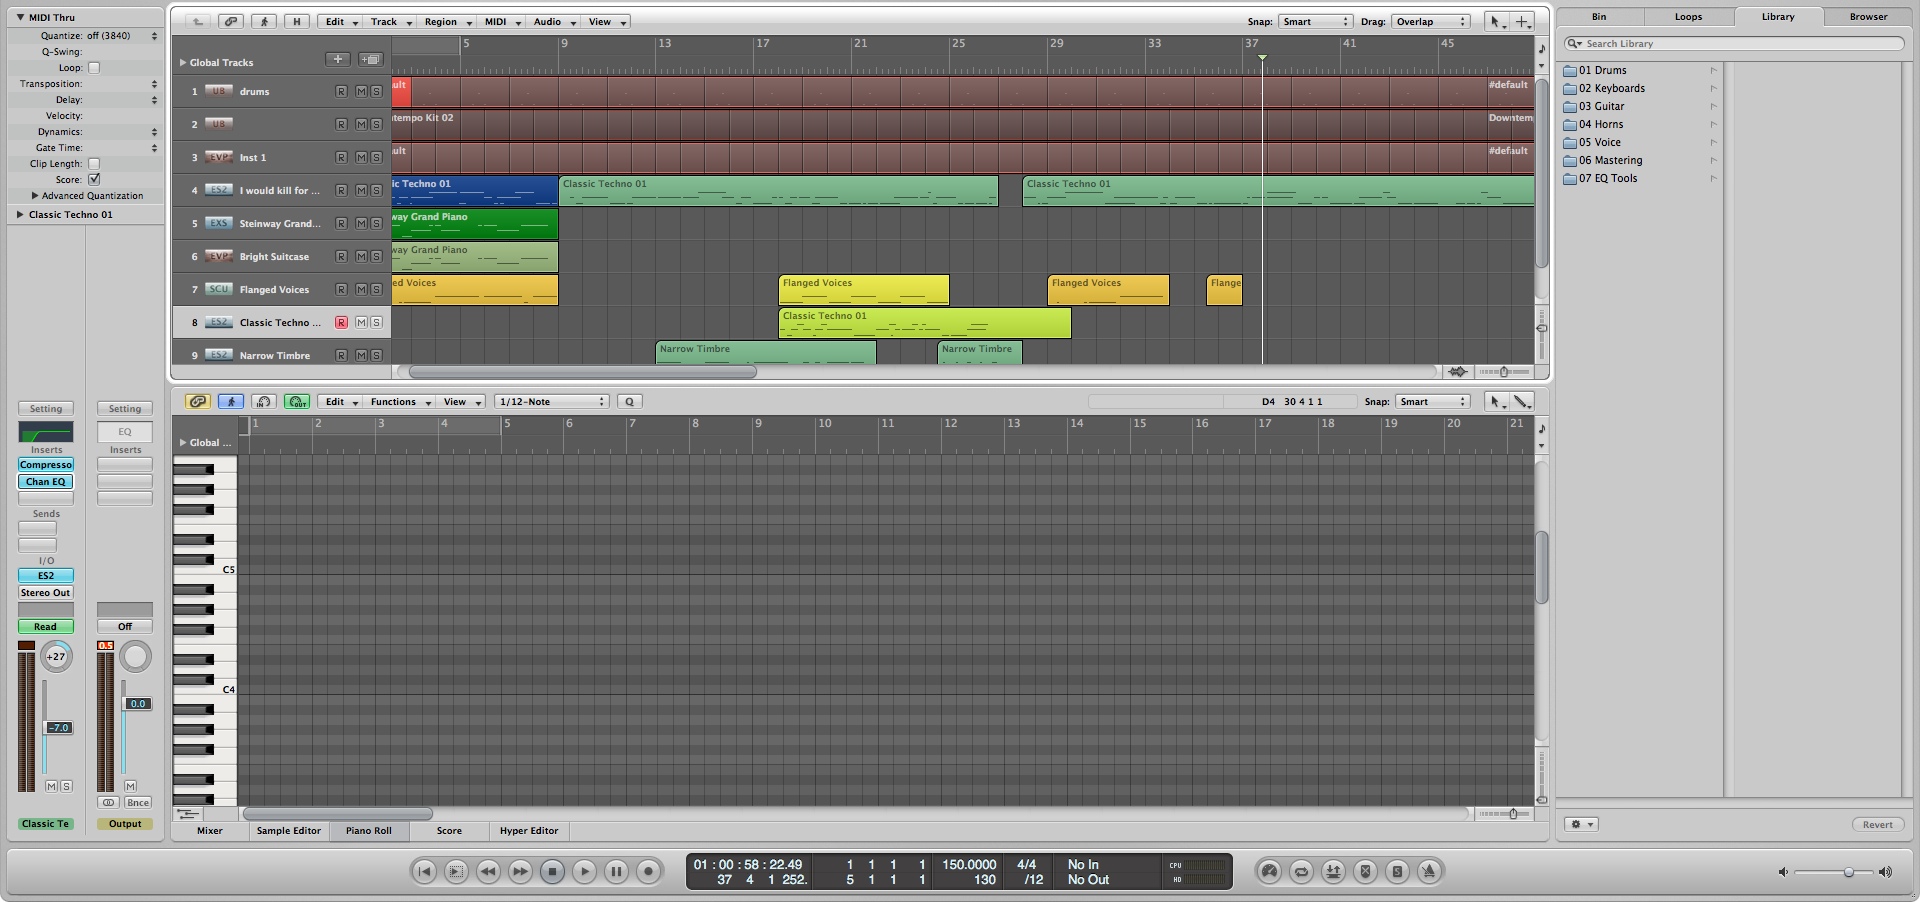 MIDI Thru
Quantize: off (3840)
Q-Swing:
Loop:
Transposition:
Delay:
Velocity:
Dynamics:
Gate Time:
Clip Length:
Score:
Advanced Quantization
Classic Techno 01
Setting Setting
EQ
Inserts Inserts
Compresso
Chan EQ
Sends
I/O
ES2
Stereo Out
Read Off
0.5
+27
0.0
-7.0
M S M
Bnce
Classic Te Output
H Edit Track Region MIDI Audio View Snap: Smart Drag: Overlap
5 9 13 17 21 25 29 33 37 41 45
Global Tracks
1 UB drums R M S ult #default
2 UB R M S tempo Kit 02 Downtem
3 EVP Inst 1 R M S ult #default
4 ES2 I would kill for ... R M S ic Techno 01 Classic Techno 01 Classic Techno 01
5 EXS Steinway Grand... R M S way Grand Piano
6 EVP Bright Suitcase R M S way Grand Piano
7 SCU Flanged Voices R M S ed Voices Flanged Voices Flanged Voices Flange
8 ES2 Classic Techno ... R M S Classic Techno 01
9 ES2 Narrow Timbre R M S Narrow Timbre Narrow Timbre
IN OUT Edit Functions View 1/12-Note Q D4 30 4 1 1 Snap: Smart
1 2 3 4 5 6 7 8 9 10 11 12 13 14 15 16 17 18 19 20 21
Global ...
C5
C4
Mixer Sample Editor Piano Roll Score Hyper Editor
Bin Loops Library Browser
Search Library
01 Drums
02 Keyboards
03 Guitar
04 Horns
05 Voice
06 Mastering
07 EQ Tools
Revert
01 : 00 : 58 : 22.49 1 1 1 1 150.0000 4/4 No In CPU
37 4 1 252. 5 1 1 1 130 /12 No Out HD
S